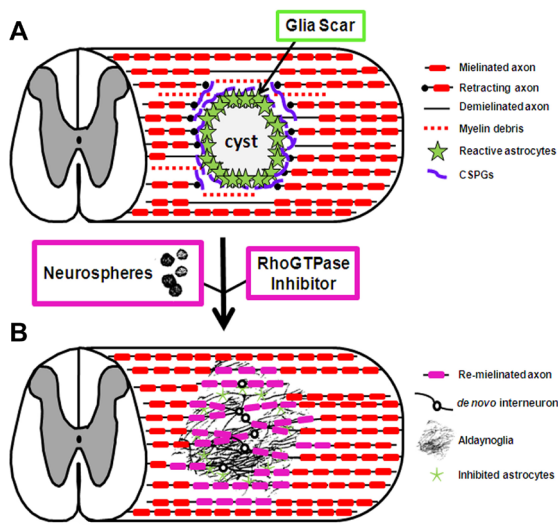 A
Glia Scar
cyst
Mielinated axon
Retracting axon
Demielinated axon
Myelin debris
Reactive astrocytes
CSPGs
Neurospheres
RhoGTPase
Inhibitor
B
Re-mielinated axon
de novo interneuron
Aldaynoglia
Inhibited astrocytes